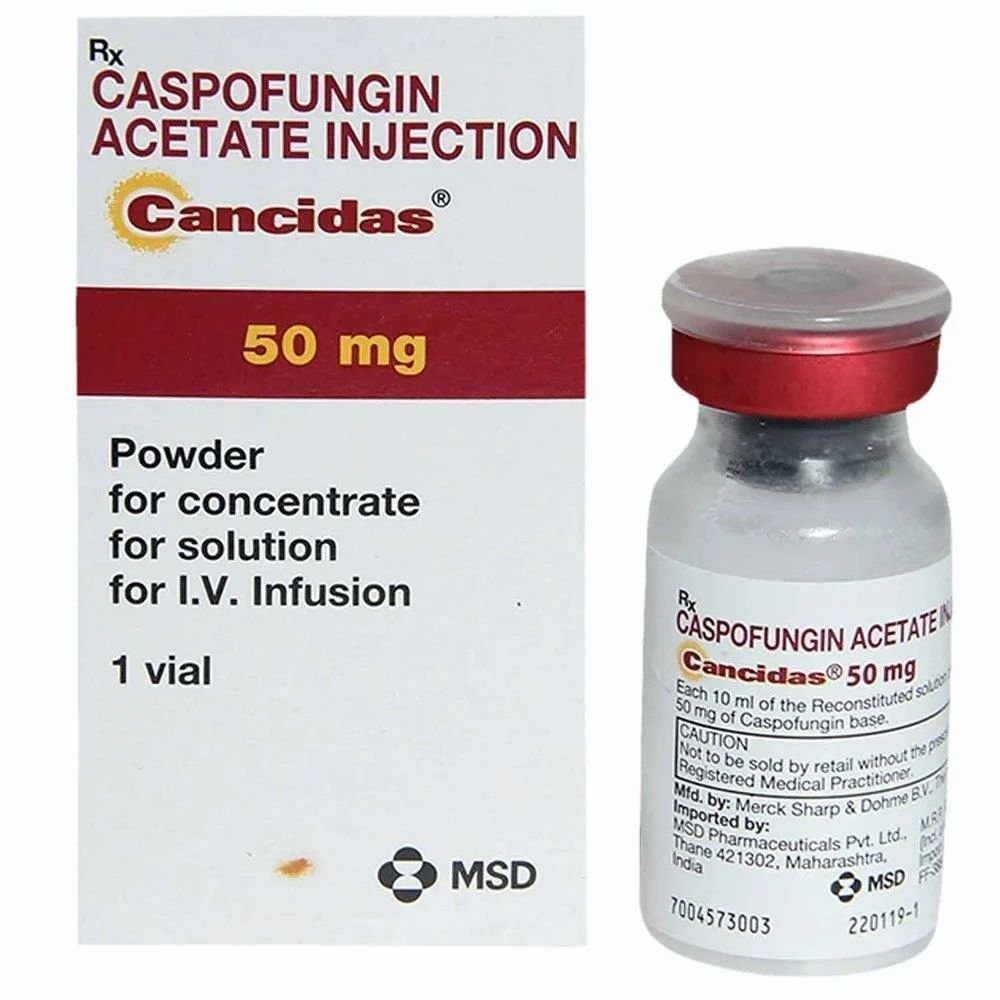 Rx
CASPOFUNGIN
ACETATE INJECTION
Cancidas®
50 mg
Powder
for concentrate
for solution
for I.V. Infusion
1 vial
MSD
Rx
CASPOFUNGIN ACETATE
Cancidas® 50 mg
Each 10 ml of the Reconstituted solution
50 mg of Caspofungin base.
CAUTION
Not to be sold by retail without the
Registered Medical Practitioner.
Mfd. by: Merck Sharp & Dohme B.V.,
Imported by:
MSD Pharmaceuticals Pvt. Ltd.,
Thane 421302, Maharashtra,
India
MSD
7004573003
220119-1